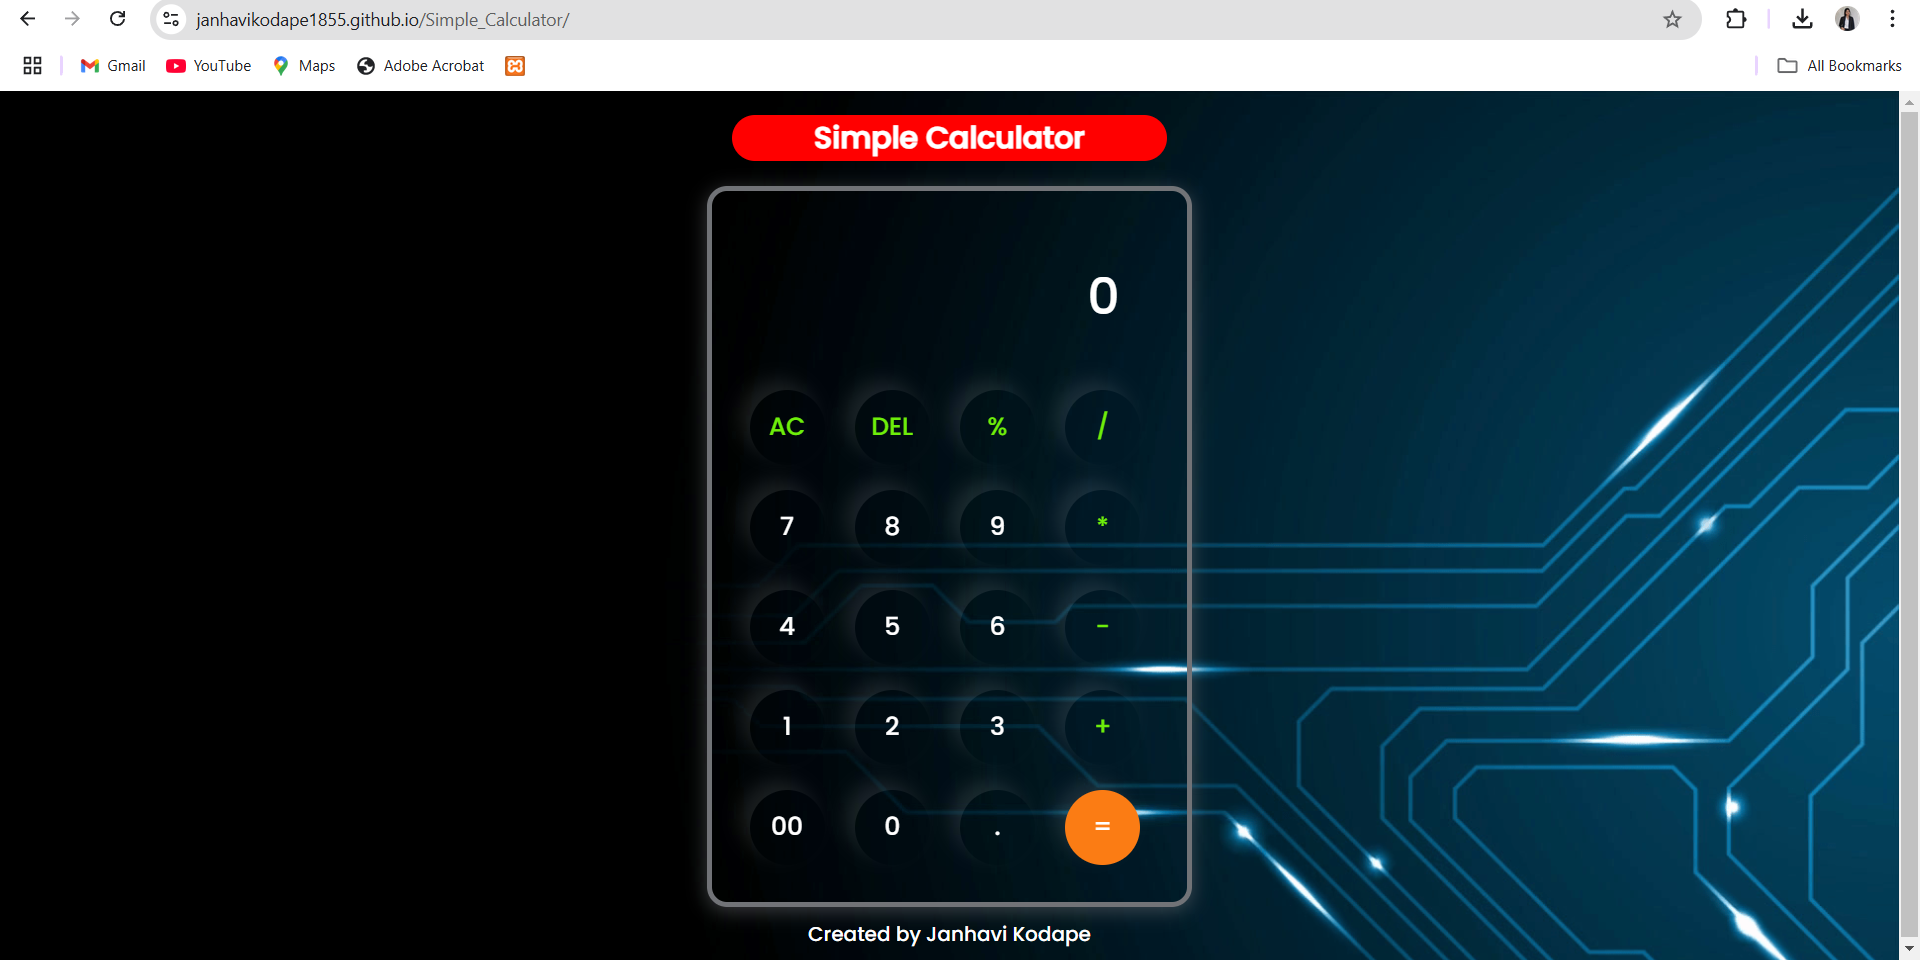 janhavikodape1855.github.io/Simple_Calculator/
Gmail YouTube Maps Adobe Acrobat All Bookmarks
Simple Calculator
0
AC DEL % /
7 8 9 *
4 5 6 -
1 2 3 +
00 0 . =
Created by Janhavi Kodape